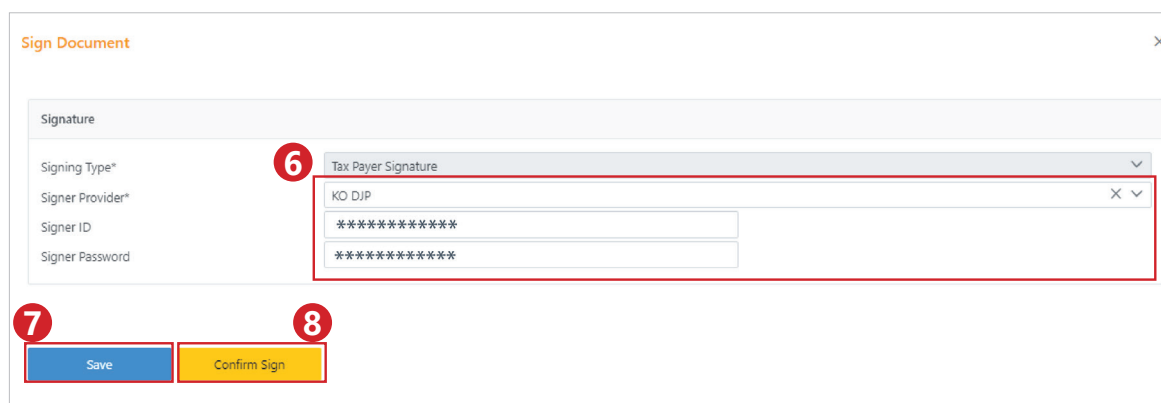 Sign Document
Signature
6
Signing Type* Tax Payer Signature
Signer Provider* KO DJP
Signer ID ************
Signer Password ************
7 8
Save Confirm Sign